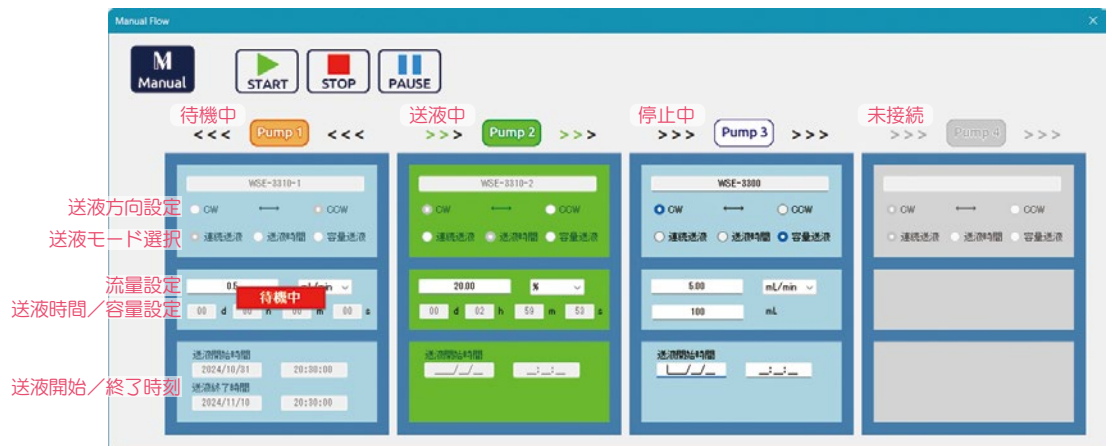 Manual Flow
M
Manual
START
STOP
PAUSE
待機中
送液中
停止中
未接続
<<< Pump 1 <<<
>>> Pump 2 >>>
>>> Pump 3 >>>
>>> Pump 4 >>>
WSE-3310-1
WSE-3310-2
WSE-3300
送液方向設定
CW ⟷ CCW
CW ⟷ CCW
CW ⟷ CCW
CW ⟷ CCW
送液モード選択
連続送液 送液時間 容量送液
連続送液 送液時間 容量送液
連続送液 送液時間 容量送液
連続送液 送液時間 容量送液
流量設定
0.5 mL/min
20.00 %
5.00 mL/min
待機中
送液時間/容量設定
00 d 00 h 00 m 00 s
00 d 02 h 59 m 53 s
100 mL
送液開始/終了時刻
送液開始時間
2024/10/31 20:30:00
送液終了時間
2024/11/10 20:30:00
送液開始時間
__/_/_ _:_:_
送液開始時間
__/_/_ _:_:_